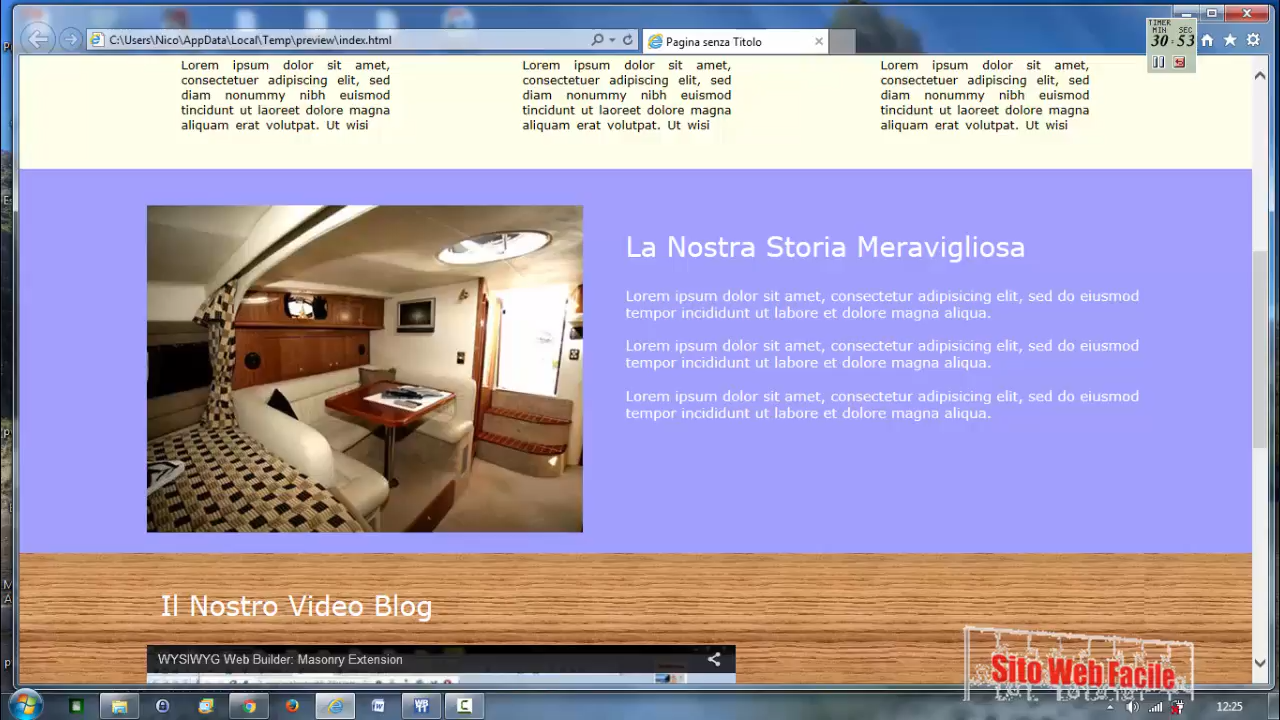 TIMER
MIN SEC
30:53
C:\Users\Nico\AppData\Local\Temp\preview\index.html
Pagina senza Titolo
Lorem ipsum dolor sit amet,
consectetuer adipiscing elit, sed
diam nonummy nibh euismod
tincidunt ut laoreet dolore magna
aliquam erat volutpat. Ut wisi
Lorem ipsum dolor sit amet,
consectetuer adipiscing elit, sed
diam nonummy nibh euismod
tincidunt ut laoreet dolore magna
aliquam erat volutpat. Ut wisi
Lorem ipsum dolor sit amet,
consectetuer adipiscing elit, sed
diam nonummy nibh euismod
tincidunt ut laoreet dolore magna
aliquam erat volutpat. Ut wisi
La Nostra Storia Meravigliosa
Lorem ipsum dolor sit amet, consectetur adipisicing elit, sed do eiusmod
tempor incididunt ut labore et dolore magna aliqua.
Lorem ipsum dolor sit amet, consectetur adipisicing elit, sed do eiusmod
tempor incididunt ut labore et dolore magna aliqua.
Lorem ipsum dolor sit amet, consectetur adipisicing elit, sed do eiusmod
tempor incididunt ut labore et dolore magna aliqua.
Il Nostro Video Blog
WYSIWYG Web Builder: Masonry Extension
Sito Web Facile
12:25